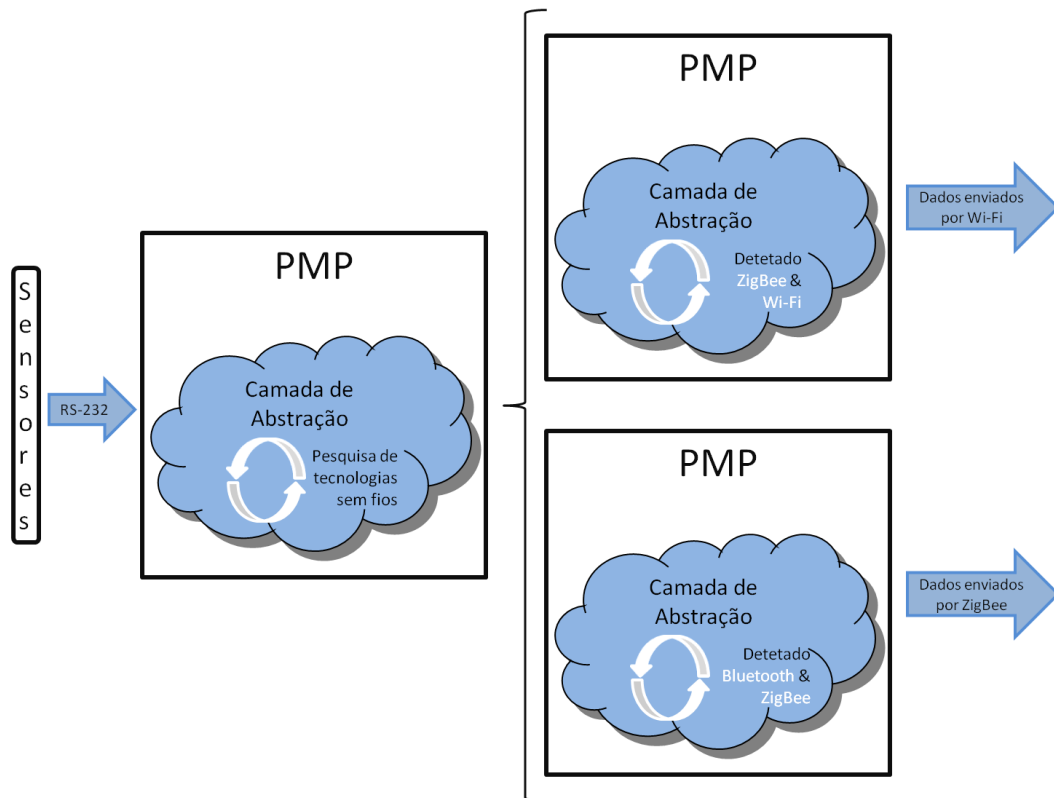 Sensores
RS-232
PMP
Camada de
Abstração
Pesquisa de
tecnologias
sem fios
PMP
Camada de
Abstração
Detetado
ZigBee &
Wi-Fi
Dados enviados
por Wi-Fi
PMP
Camada de
Abstração
Detetado
Bluetooth &
ZigBee
Dados enviados
por ZigBee